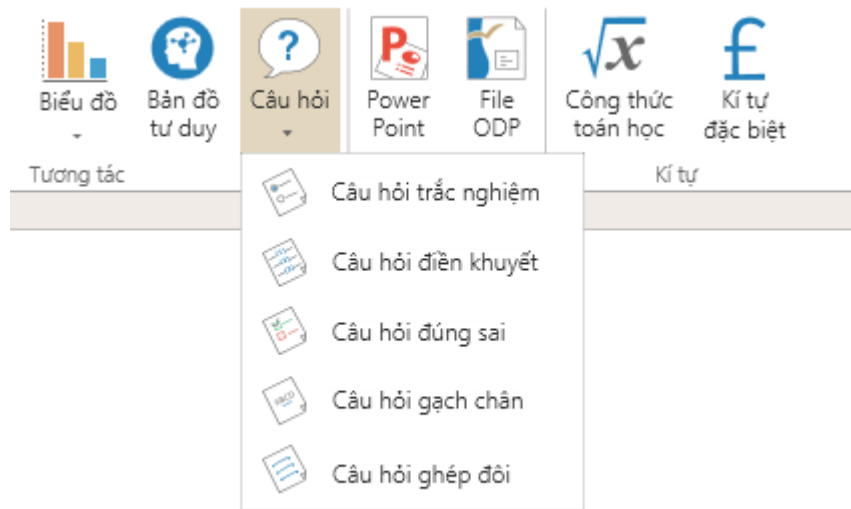 Biểu đồ
Bản đồ
tư duy
Câu hỏi
Power
Point
File
ODP
Công thức
toán học
Kí tự
đặc biệt
Tương tác
Kí tự
Câu hỏi trắc nghiệm
Câu hỏi điền khuyết
Câu hỏi đúng sai
Câu hỏi gạch chân
Câu hỏi ghép đôi